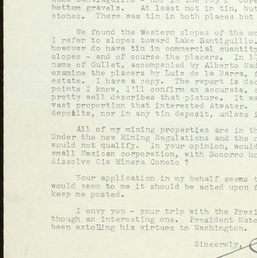 bottom gravels. At least not in tin, but
stones. There was tin in both places but
We found the Western slopes of the mo
I refer to slopes toward Lake Santiguillo.
however do have tin in commercial quantity
slopes - and of course the placers. In 1
name of Gullet, accompanied by Alberto Mad
examine the placers by Luis de la Barra,
estate. I have a copy. The report is dec
points I know, I'll confirm as accurate, s
pretty well describes that picture. It wa
vast proportion that interested Atwater.
deposits, nor in any tin deposit, unless i
All of my mining properties are in th
Under the new Mining Regulations and the r
would not qualify. In your opinion, would
small Mexican corporation, with Socorro ho
dissolve Cia Minera Coneto ?
Your application in my behalf seems t
would seem to me it should be acted upon f
keep me posted.
I envy you - your trip with the Presi
though an interesting one. President Mate
been extolling his virtues to Washington.
Sincerely,